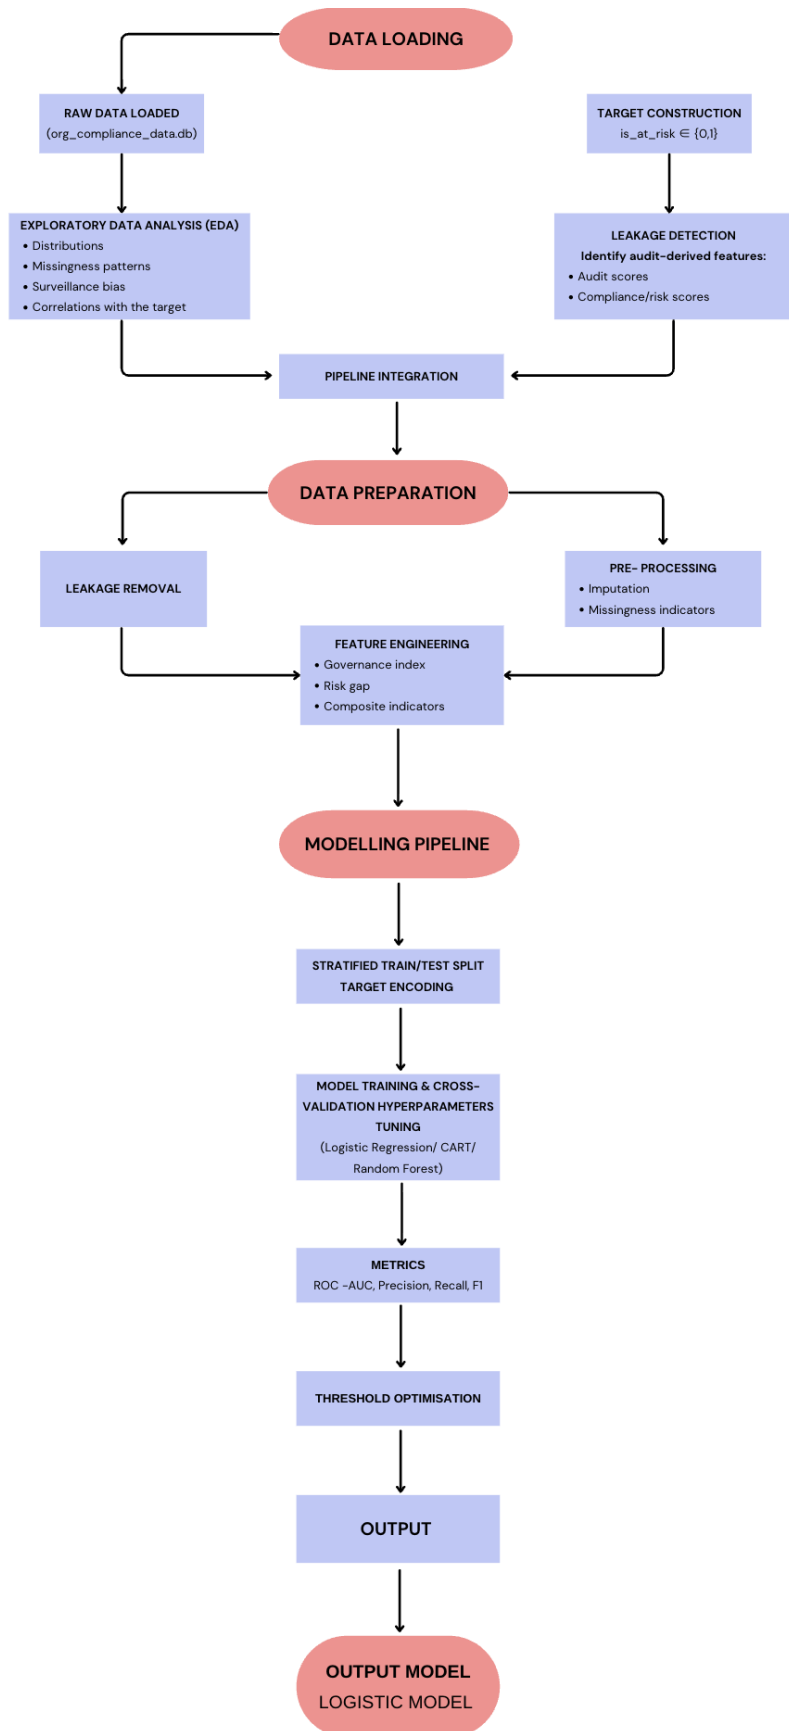 DATA LOADING
RAW DATA LOADED
(org_compliance_data.db)
TARGET CONSTRUCTION
is_at_risk ∈ {0,1}
EXPLORATORY DATA ANALYSIS (EDA)
• Distributions
• Missingness patterns
• Surveillance bias
• Correlations with the target
LEAKAGE DETECTION
Identify audit-derived features:
• Audit scores
• Compliance/risk scores
PIPELINE INTEGRATION
DATA PREPARATION
LEAKAGE REMOVAL
PRE- PROCESSING
• Imputation
• Missingness indicators
FEATURE ENGINEERING
• Governance index
• Risk gap
• Composite indicators
MODELLING PIPELINE
STRATIFIED TRAIN/TEST SPLIT
TARGET ENCODING
MODEL TRAINING & CROSS-
VALIDATION HYPERPARAMETERS
TUNING
(Logistic Regression/ CART/
Random Forest)
METRICS
ROC -AUC, Precision, Recall, F1
THRESHOLD OPTIMISATION
OUTPUT
OUTPUT MODEL
LOGISTIC MODEL